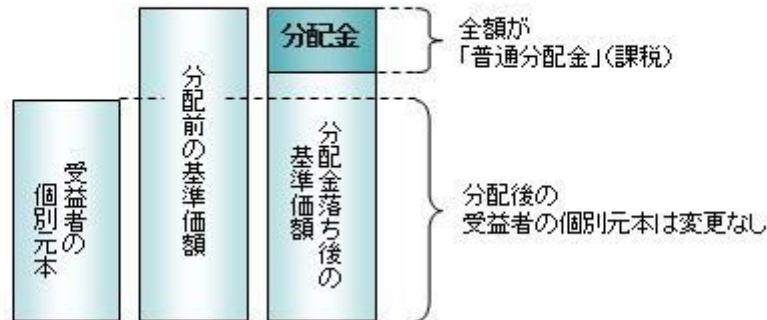 受益者の
個別元本
分配前の基準価額
分配金
分配金落ち後の
基準価額
全額が
「普通分配金」(課税)
分配後の
受益者の個別元本は変更なし